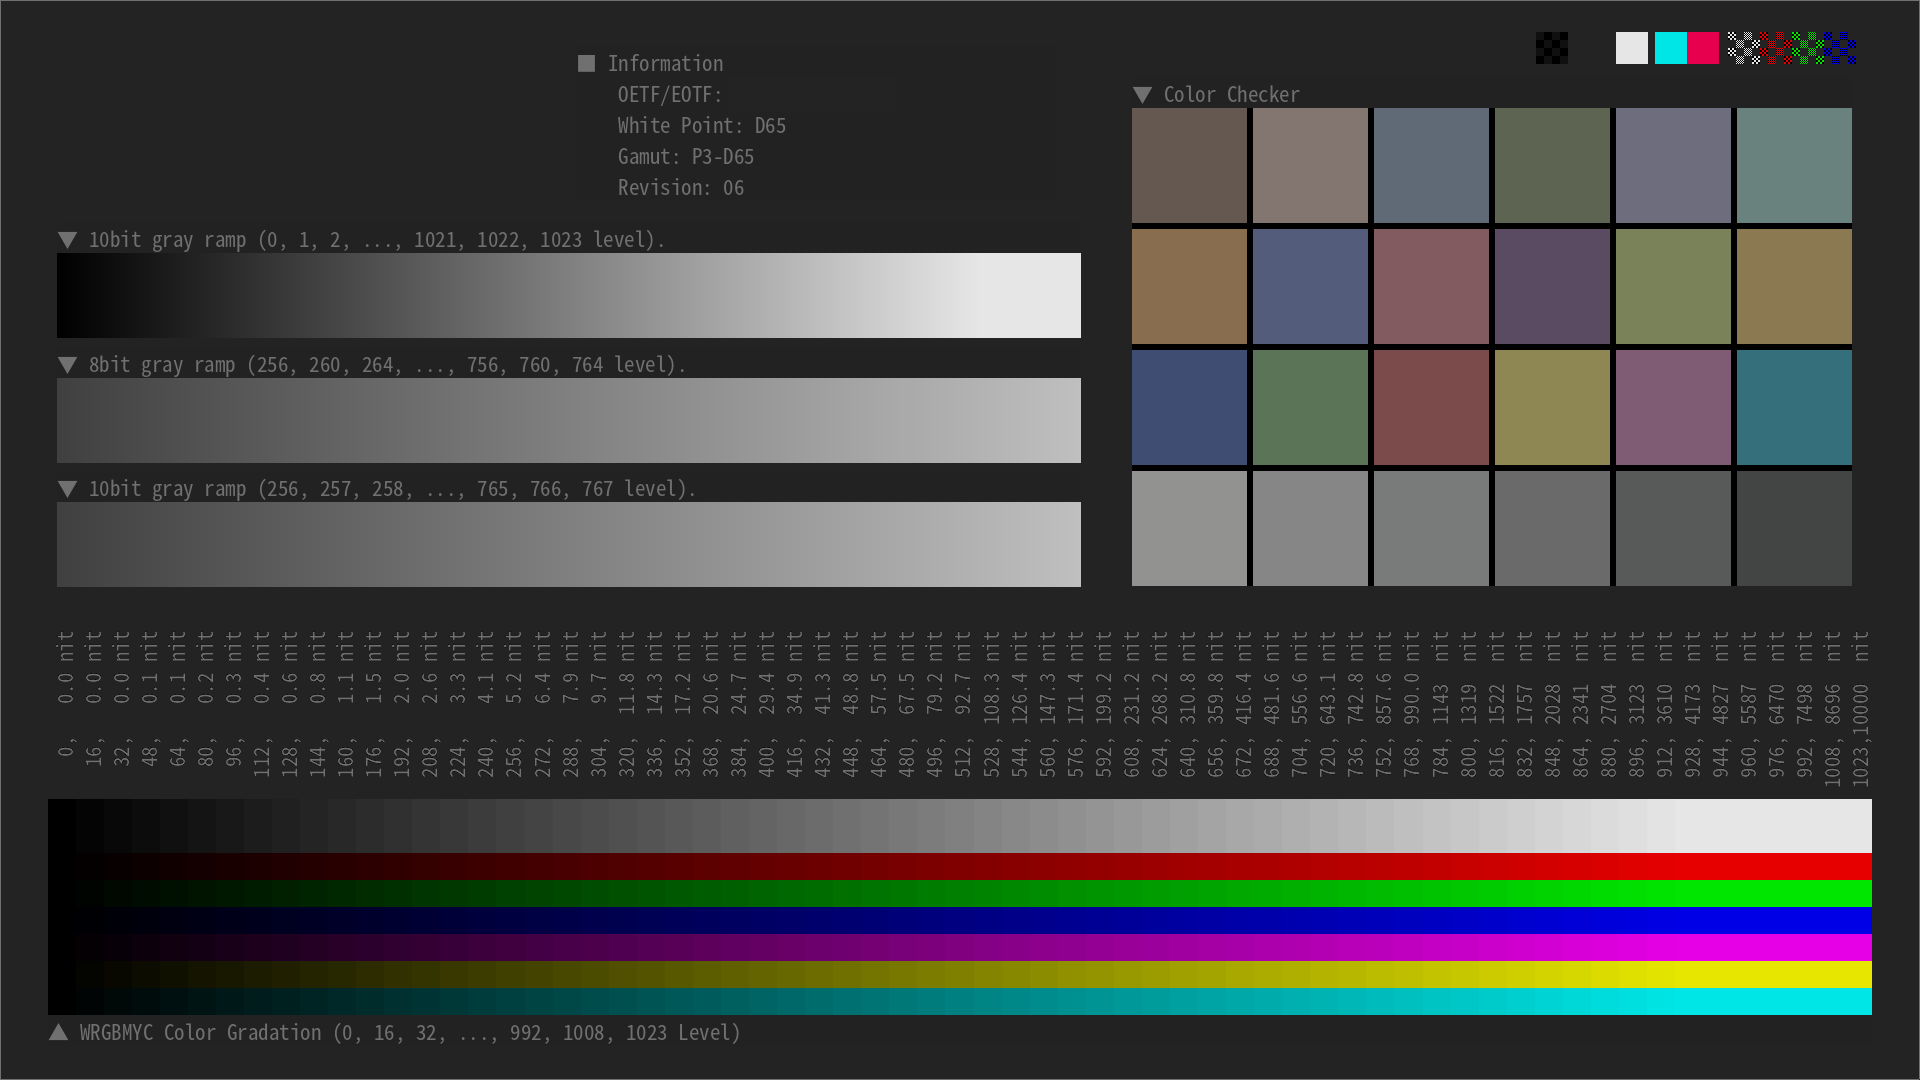 ■ Information
OETF/EOTF:
White Point: D65
Gamut: P3-D65
Revision: 06
▼ Color Checker
▼ 10bit gray ramp (0, 1, 2, ..., 1021, 1022, 1023 level).
▼ 8bit gray ramp (256, 260, 264, ..., 756, 760, 764 level).
▼ 10bit gray ramp (256, 257, 258, ..., 765, 766, 767 level).
0, 0.0 nit
16, 0.0 nit
32, 0.0 nit
48, 0.1 nit
64, 0.1 nit
80, 0.2 nit
96, 0.3 nit
112, 0.4 nit
128, 0.6 nit
144, 0.8 nit
160, 1.1 nit
176, 1.5 nit
192, 2.0 nit
208, 2.6 nit
224, 3.3 nit
240, 4.1 nit
256, 5.2 nit
272, 6.4 nit
288, 7.9 nit
304, 9.7 nit
320, 11.8 nit
336, 14.3 nit
352, 17.2 nit
368, 20.6 nit
384, 24.7 nit
400, 29.4 nit
416, 34.9 nit
432, 41.3 nit
448, 48.8 nit
464, 57.5 nit
480, 67.5 nit
496, 79.2 nit
512, 92.7 nit
528, 108.3 nit
544, 126.4 nit
560, 147.3 nit
576, 171.4 nit
592, 199.2 nit
608, 231.2 nit
624, 268.2 nit
640, 310.8 nit
656, 359.8 nit
672, 416.4 nit
688, 481.6 nit
704, 556.6 nit
720, 643.1 nit
736, 742.8 nit
752, 857.6 nit
768, 990.0 nit
784, 1143 nit
800, 1319 nit
816, 1522 nit
832, 1757 nit
848, 2028 nit
864, 2341 nit
880, 2704 nit
896, 3123 nit
912, 3610 nit
928, 4173 nit
944, 4827 nit
960, 5587 nit
976, 6470 nit
992, 7498 nit
1008, 8696 nit
1023,10000 nit
▲ WRGBMYC Color Gradation (0, 16, 32, ..., 992, 1008, 1023 Level)